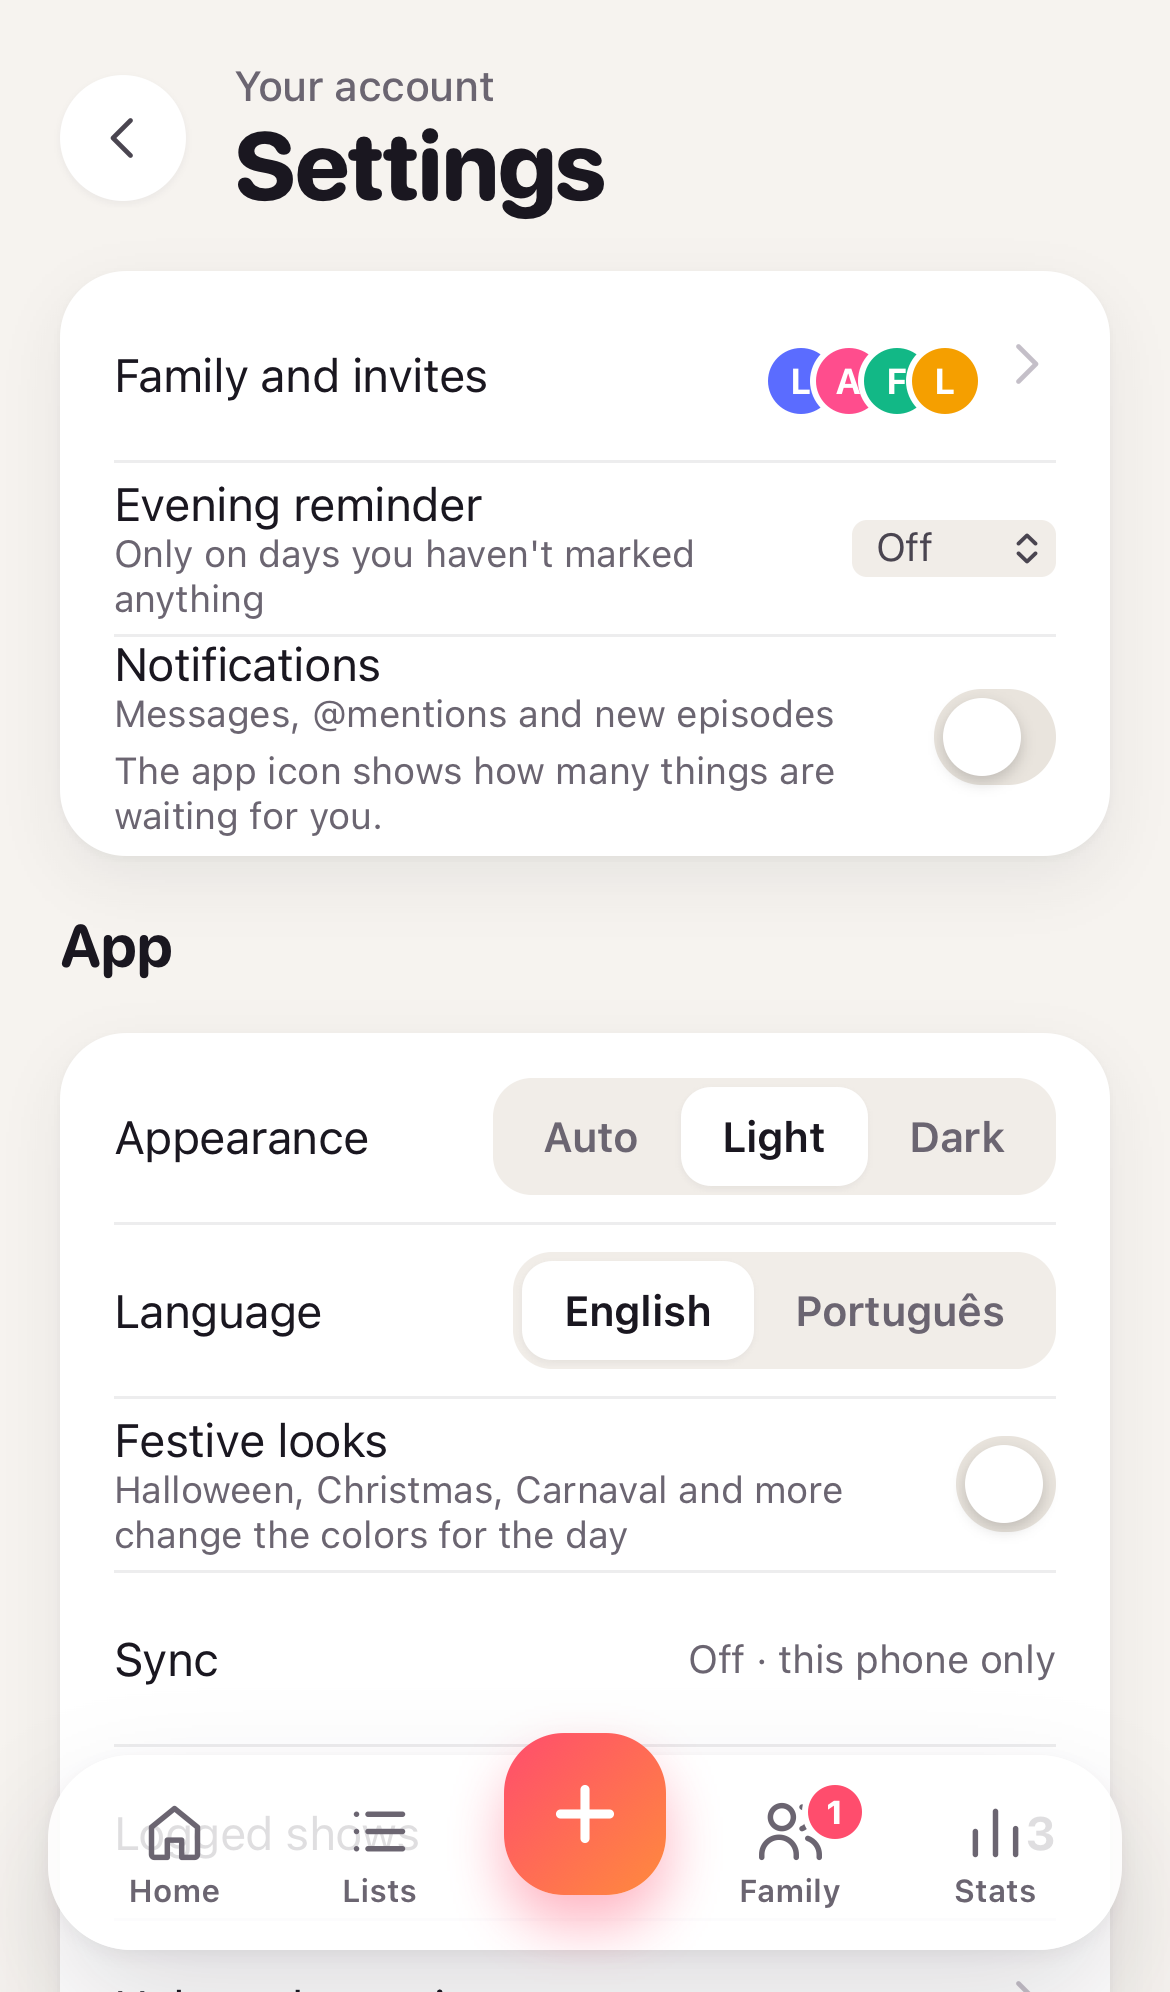 Your account
Settings
Family and invites
L A F L
Evening reminder
Only on days you haven't marked
anything
Off
Notifications
Messages, @mentions and new episodes
The app icon shows how many things are
waiting for you.
App
Appearance
Auto Light Dark
Language
English Português
Festive looks
Halloween, Christmas, Carnaval and more
change the colors for the day
Sync
Off · this phone only
Logged shows
3
1
Home Lists Family Stats